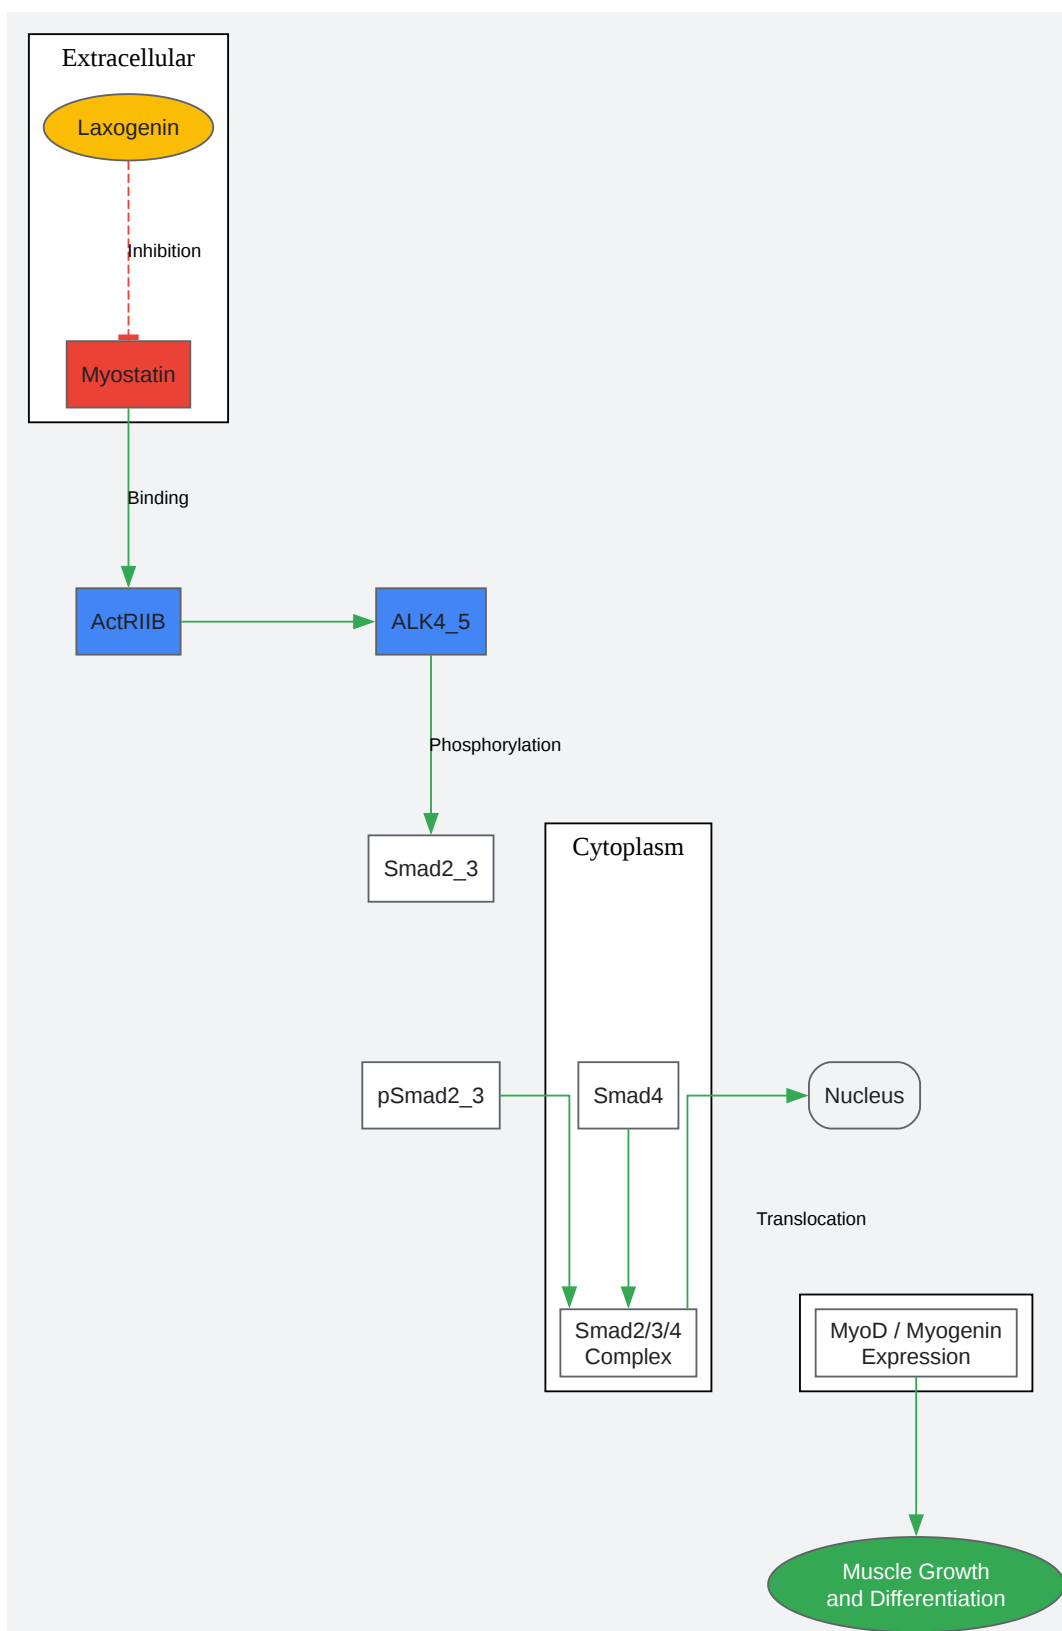 Extracellular
Laxogenin
Inhibition
Myostatin
Binding
ActRIIB
ALK4_5
Phosphorylation
Smad2_3
Cytoplasm
pSmad2_3
Smad4
Nucleus
Translocation
Smad2/3/4
Complex
MyoD / Myogenin
Expression
Muscle Growth
and Differentiation